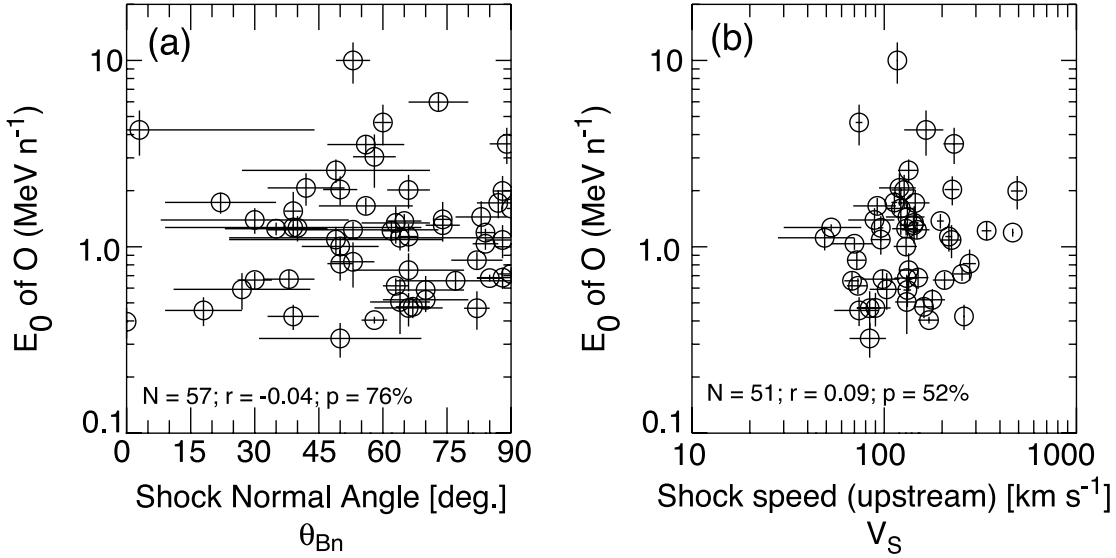 (a)
10
1.0
0.1
E0 of O (MeV n-1)
N = 57; r = -0.04; p = 76%
0 15 30 45 60 75 90
Shock Normal Angle [deg.]
θBn
(b)
10
1.0
0.1
E0 of O (MeV n-1)
N = 51; r = 0.09; p = 52%
10 100 1000
Shock speed (upstream) [km s-1]
VS